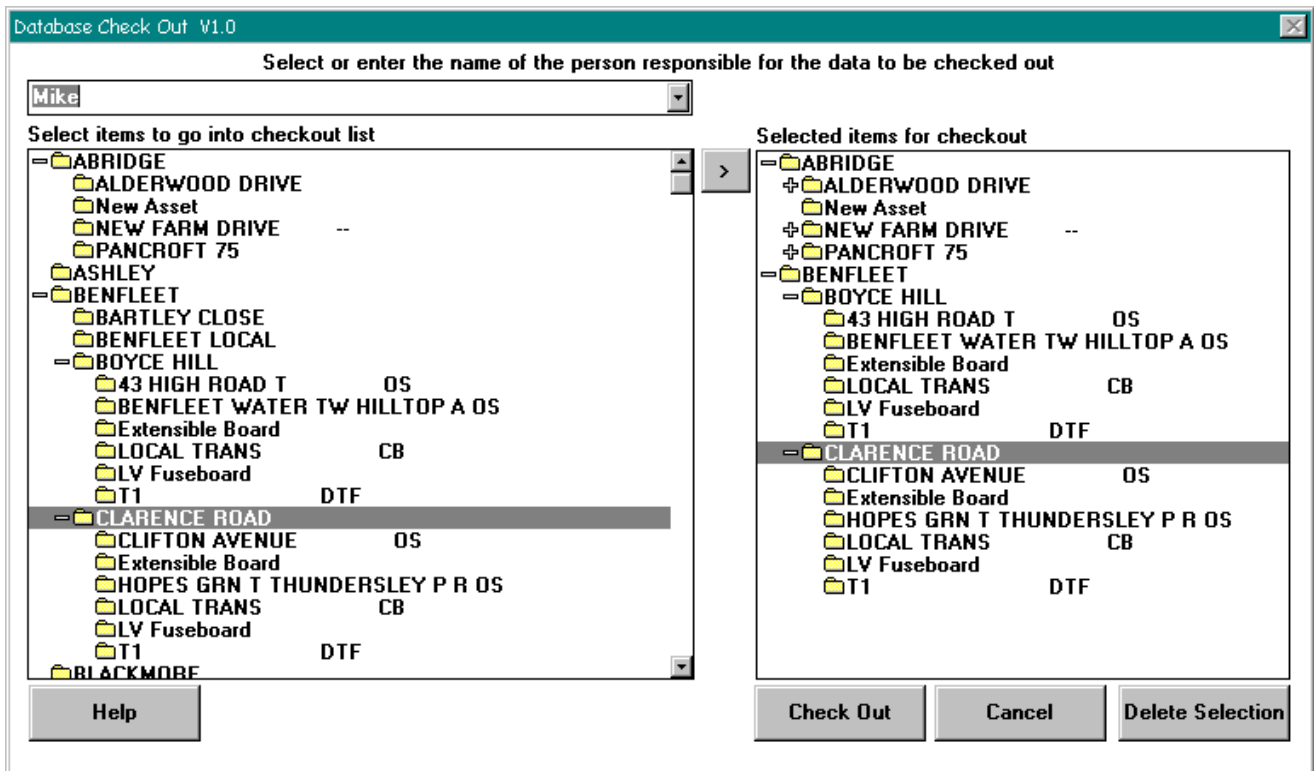 Database Check Out V1.0
Select or enter the name of the person responsible for the data to be checked out
Mike
Select items to go into checkout list
ABRIDGE
ALDERWOOD DRIVE
New Asset
NEW FARM DRIVE --
PANCROFT 75
ASHLEY
BENFLEET
BARTLEY CLOSE
BENFLEET LOCAL
BOYCE HILL
43 HIGH ROAD T OS
BENFLEET WATER TW HILLTOP A OS
Extensible Board
LOCAL TRANS CB
LV Fuseboard
T1 DTF
CLARENCE ROAD
CLIFTON AVENUE OS
Extensible Board
HOPES GRN T THUNDERSLEY P R OS
LOCAL TRANS CB
LV Fuseboard
T1 DTF
BLACKMORE
>
Selected items for checkout
ABRIDGE
ALDERWOOD DRIVE
New Asset
NEW FARM DRIVE --
PANCROFT 75
BENFLEET
BOYCE HILL
43 HIGH ROAD T OS
BENFLEET WATER TW HILLTOP A OS
Extensible Board
LOCAL TRANS CB
LV Fuseboard
T1 DTF
CLARENCE ROAD
CLIFTON AVENUE OS
Extensible Board
HOPES GRN T THUNDERSLEY P R OS
LOCAL TRANS CB
LV Fuseboard
T1 DTF
Help
Check Out
Cancel
Delete Selection